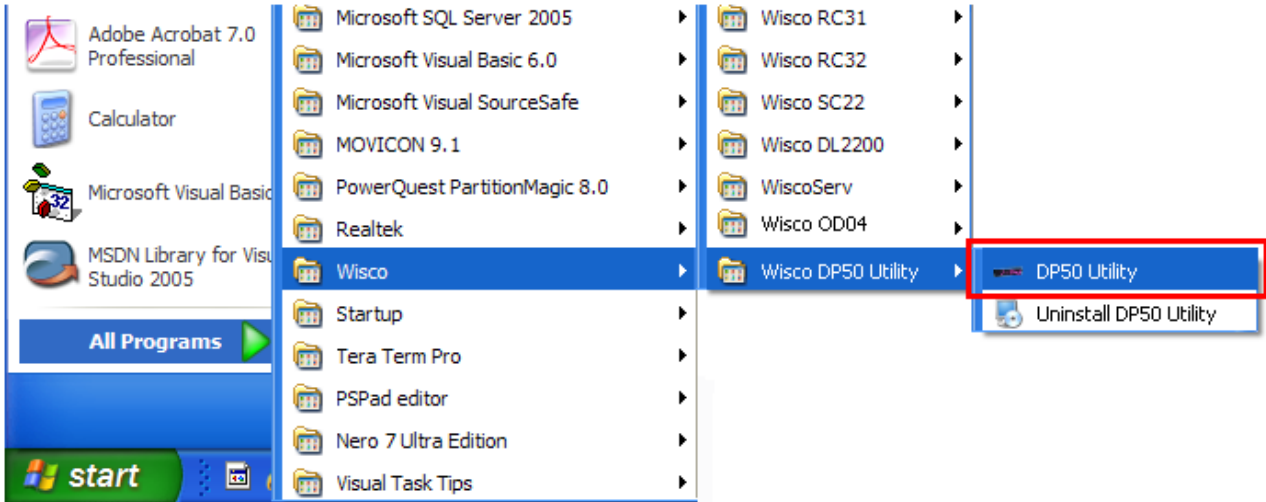 Adobe Acrobat 7.0
Professional
Calculator
Microsoft Visual Basic
MSDN Library for Visu
Studio 2005
All Programs
start
Microsoft SQL Server 2005
Microsoft Visual Basic 6.0
Microsoft Visual SourceSafe
MOVICON 9.1
PowerQuest PartitionMagic 8.0
Realtek
Wisco
Startup
Tera Term Pro
PSPad editor
Nero 7 Ultra Edition
Visual Task Tips
Wisco RC31
Wisco RC32
Wisco SC22
Wisco DL2200
WiscoServ
Wisco OD04
Wisco DP50 Utility
DP50 Utility
Uninstall DP50 Utility